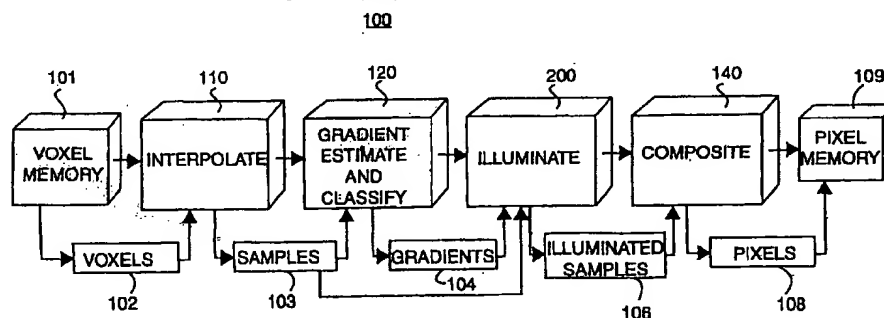 100
101
110
120
200
140
109
VOXEL
MEMORY
INTERPOLATE
GRADIENT
ESTIMATE
AND
CLASSIFY
ILLUMINATE
COMPOSITE
PIXEL
MEMORY
VOXELS
SAMPLES
GRADIENTS
ILLUMINATED
SAMPLES
PIXELS
102
103
104
106
108